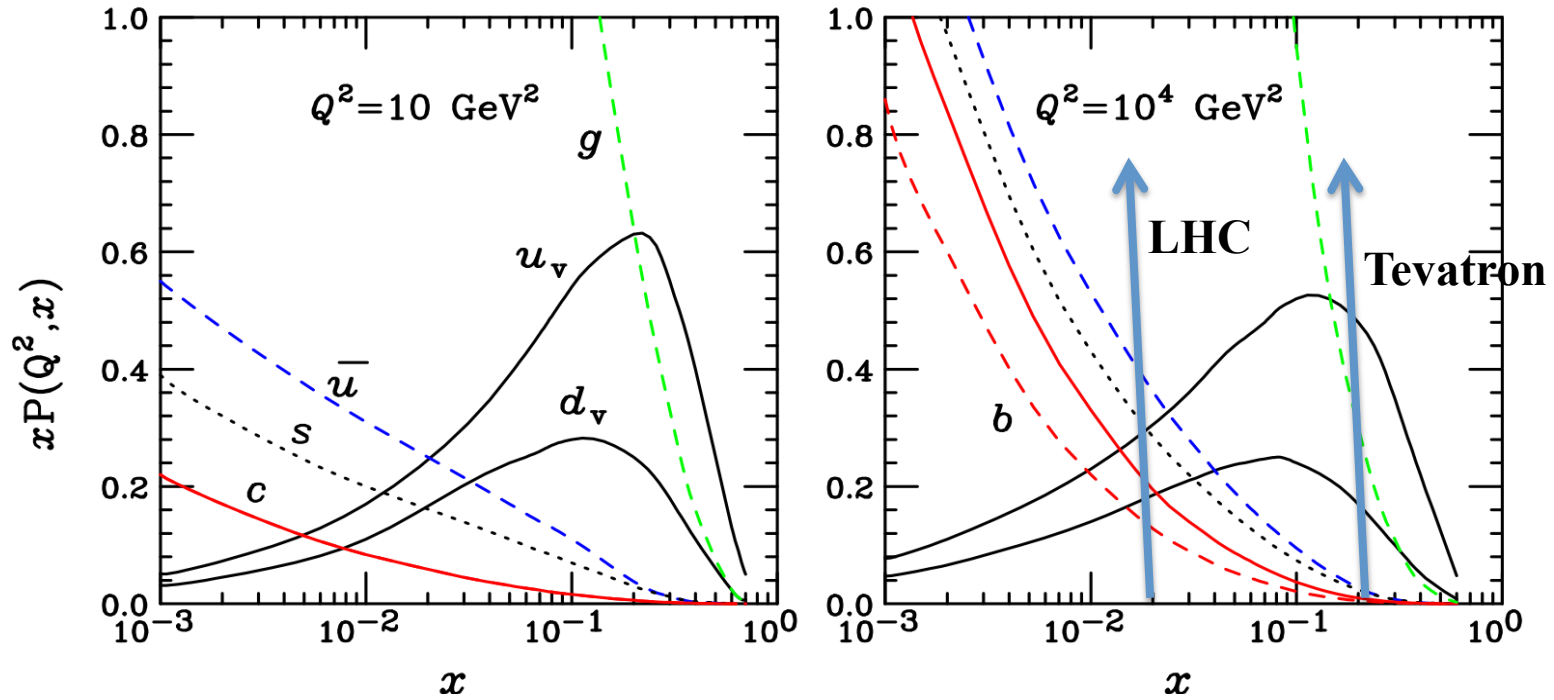 xP(Q²,x)
1.0
0.8
0.6
0.4
0.2
0.0
Q²=10 GeV²
g
u_v
d_v
u̅
s
c
10⁻³
10⁻²
10⁻¹
10⁰
x
1.0
0.8
0.6
0.4
0.2
0.0
Q²=10⁴ GeV²
LHC
Tevatron
b
10⁻³
10⁻²
10⁻¹
10⁰
x